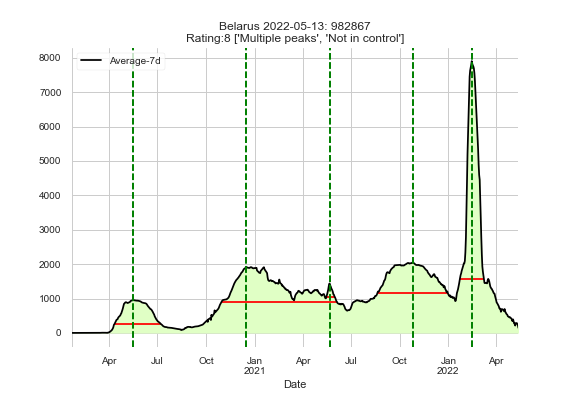 Belarus 2022-05-13: 982867
Rating:8 ['Multiple peaks', 'Not in control']
Average-7d
8000
7000
6000
5000
4000
3000
2000
1000
0
Apr Jul Oct Jan Apr Jul Oct Jan Apr
2021 2022
Date